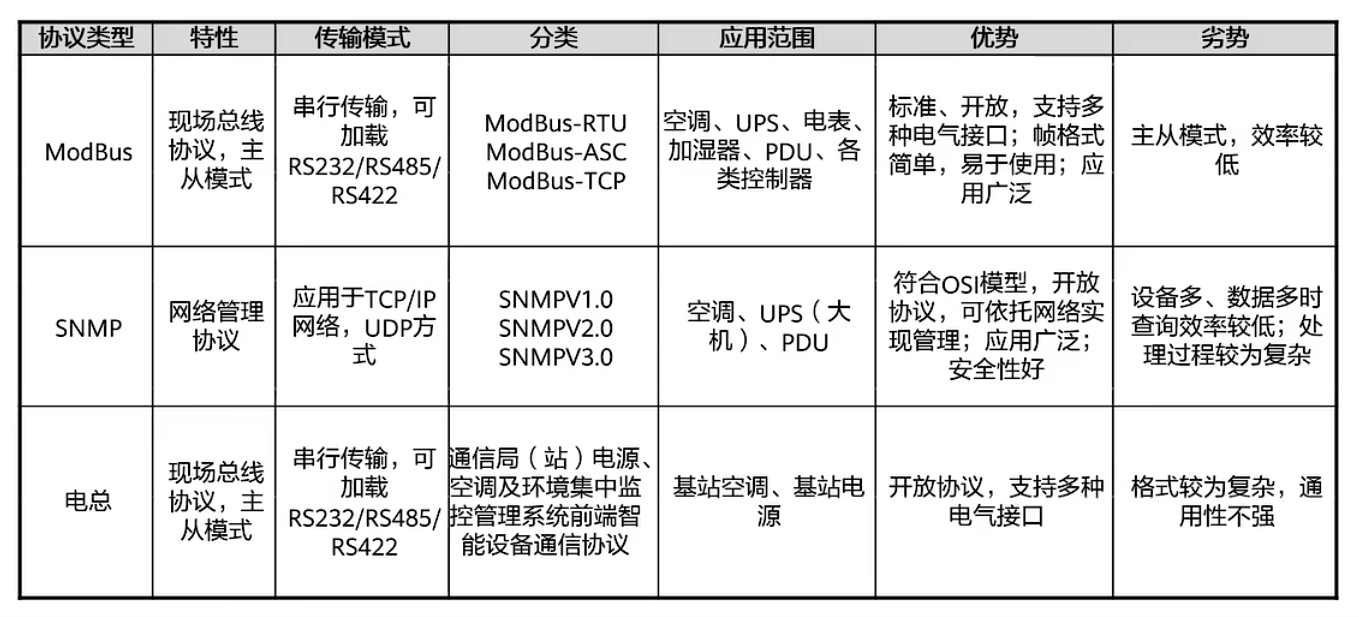 协议类型
特性
传输模式
分类
应用范围
优势
劣势
ModBus
现场总线
协议，主
从模式
串行传输，可
加载
RS232/RS485/
RS422
ModBus-RTU
ModBus-ASC
ModBus-TCP
空调、UPS、电表、
加湿器、PDU、各
类控制器
标准、开放，支持多
种电气接口；帧格式
简单，易于使用；应
用广泛
主从模式，效率较
低
SNMP
网络管理
协议
应用于TCP/IP
网络，UDP方
式
SNMPV1.0
SNMPV2.0
SNMPV3.0
空调、UPS（大
机）、PDU
符合OSI模型，开放
协议，可依托网络实
现管理；应用广泛；
安全性好
设备多、数据多时
查询效率较低；处
理过程较为复杂
电总
现场总线
协议，主
从模式
串行传输，可
加载
RS232/RS485/
RS422
通信局（站）电源、
空调及环境集中监
控管理系统前端智
能设备通信协议
基站空调、基站电
源
开放协议，支持多种
电气接口
格式较为复杂，通
用性不强